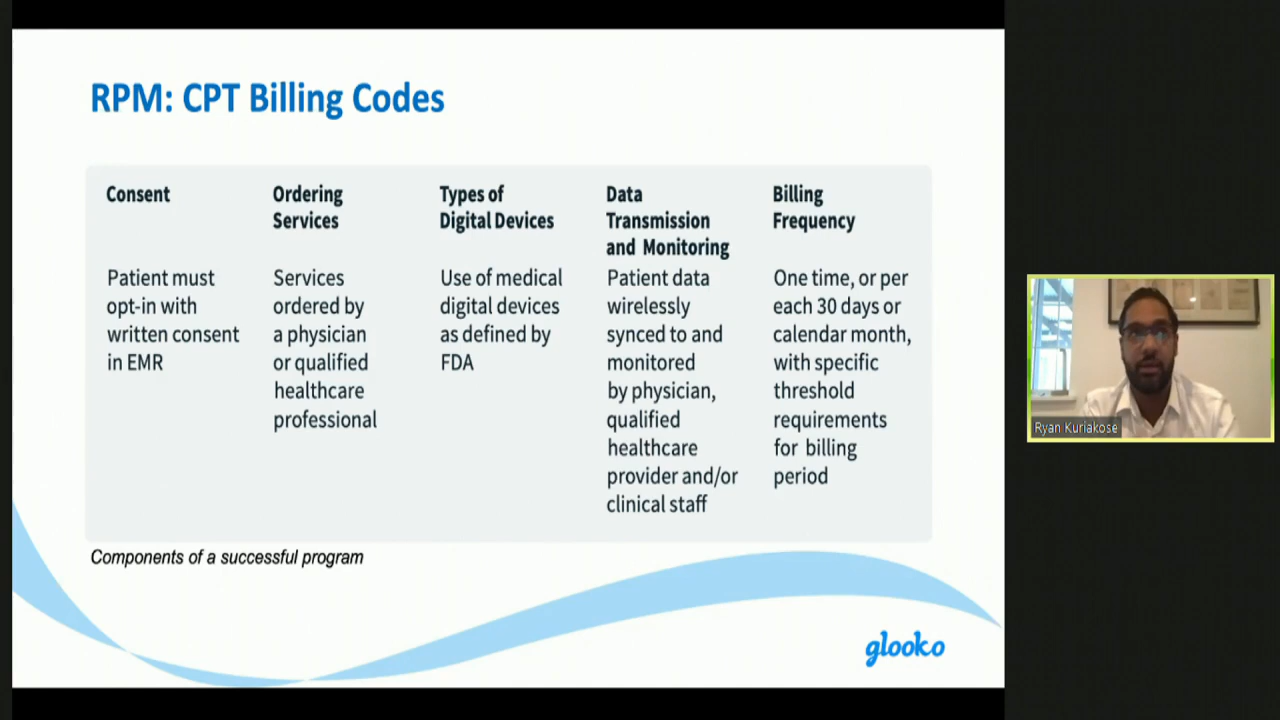 RPM: CPT Billing Codes
Consent
Patient must
opt-in with
written consent
in EMR
Ordering
Services
Services
ordered by
a physician
or qualified
healthcare
professional
Types of
Digital Devices
Use of medical
digital devices
as defined by
FDA
Data
Transmission
and Monitoring
Patient data
wirelessly
synced to and
monitored
by physician,
qualified
healthcare
provider and/or
clinical staff
Billing
Frequency
One time, or per
each 30 days or
calendar month,
with specific
threshold
requirements
for billing
period
Components of a successful program
glooko
Ryan Kuriakose